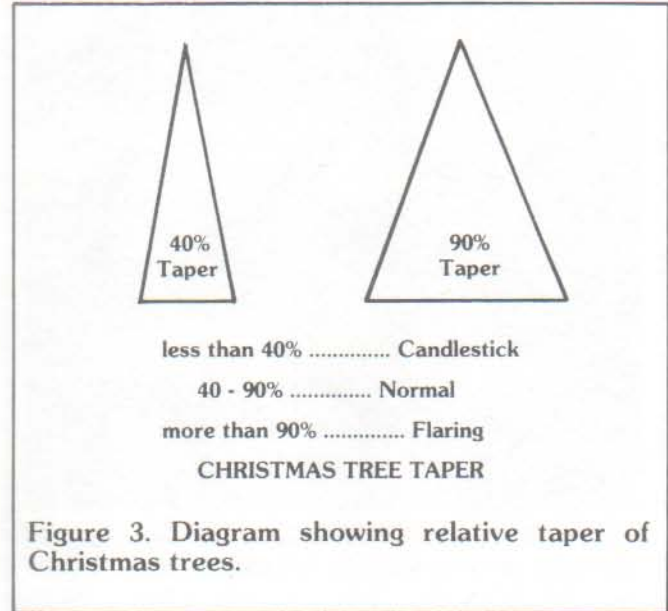 40%
Taper
90%
Taper
less than 40% .............. Candlestick
40 - 90% .............. Normal
more than 90% .............. Flaring
CHRISTMAS TREE TAPER
Figure 3. Diagram showing relative taper of
Christmas trees.